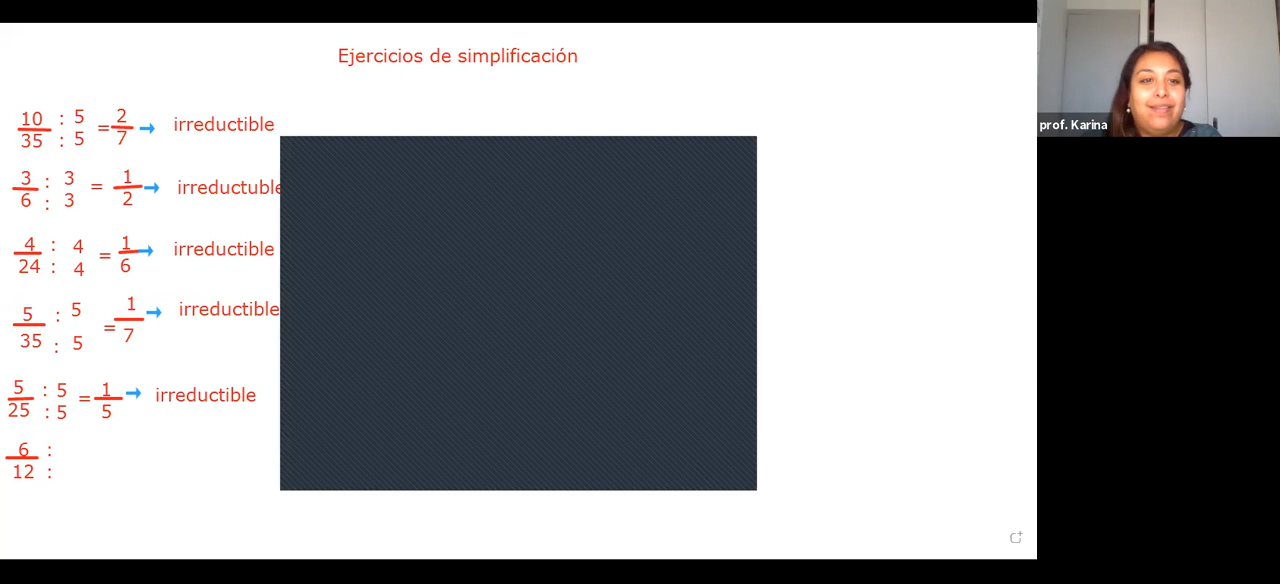 Ejercicios de simplificación
10 : 5 = 2 → irreductible
35 : 5 7
3 : 3 = 1 → irreductuble
6 : 3 2
4 : 4 = 1 → irreductible
24 : 4 6
5 : 5 = 1 → irreductible
35 : 5 7
5 : 5 = 1 → irreductible
25 : 5 5
6 :
12 :
prof. Karina